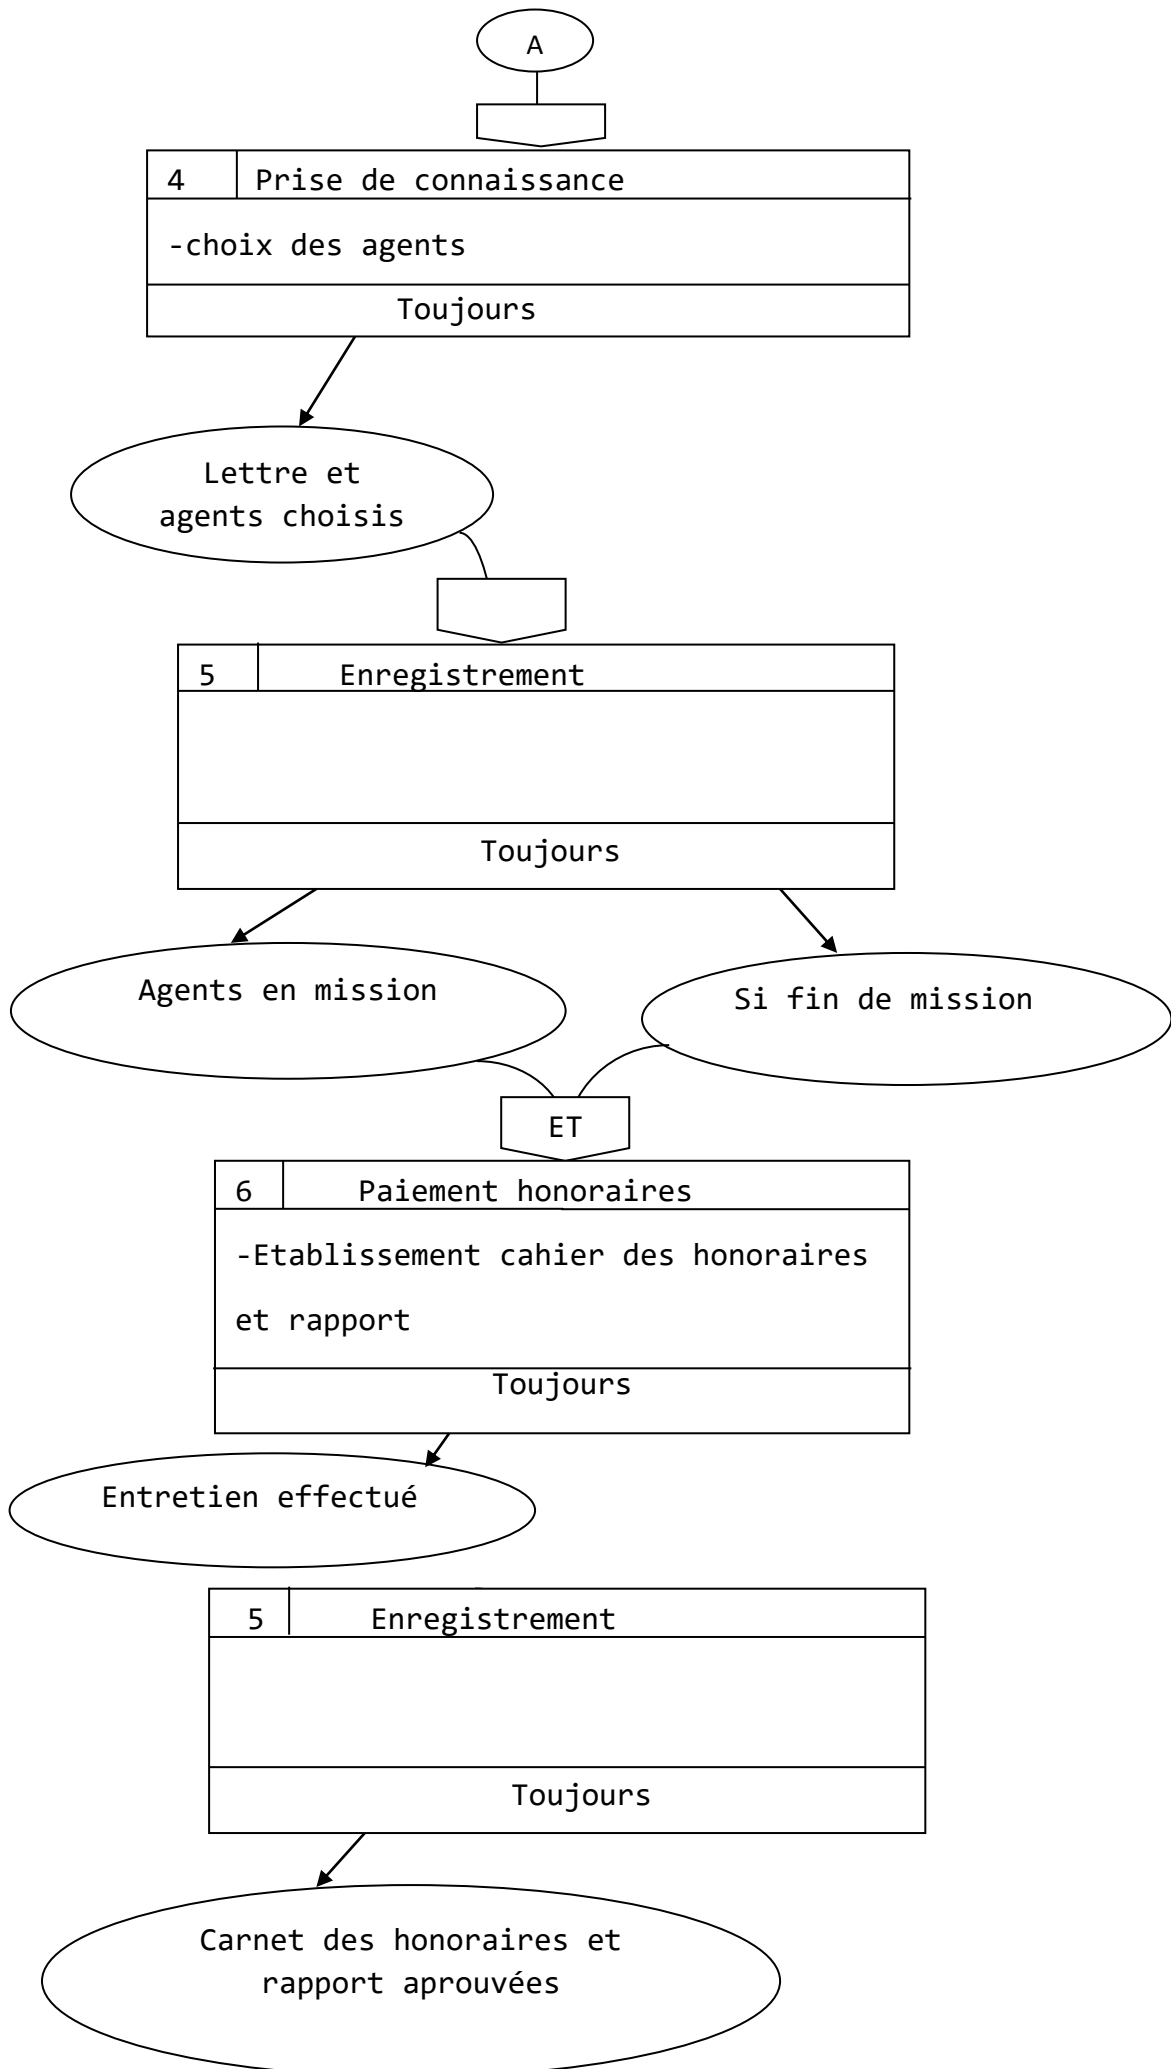 A
4 Prise de connaissance
-choix des agents
Toujours
Lettre et
agents choisis
5 Enregistrement
Toujours
Agents en mission
Si fin de mission
ET
6 Paiement honoraires
-Etablissement cahier des honoraires
et rapport
Toujours
Entretien effectué
5 Enregistrement
Toujours
Carnet des honoraires et
rapport aprouvées